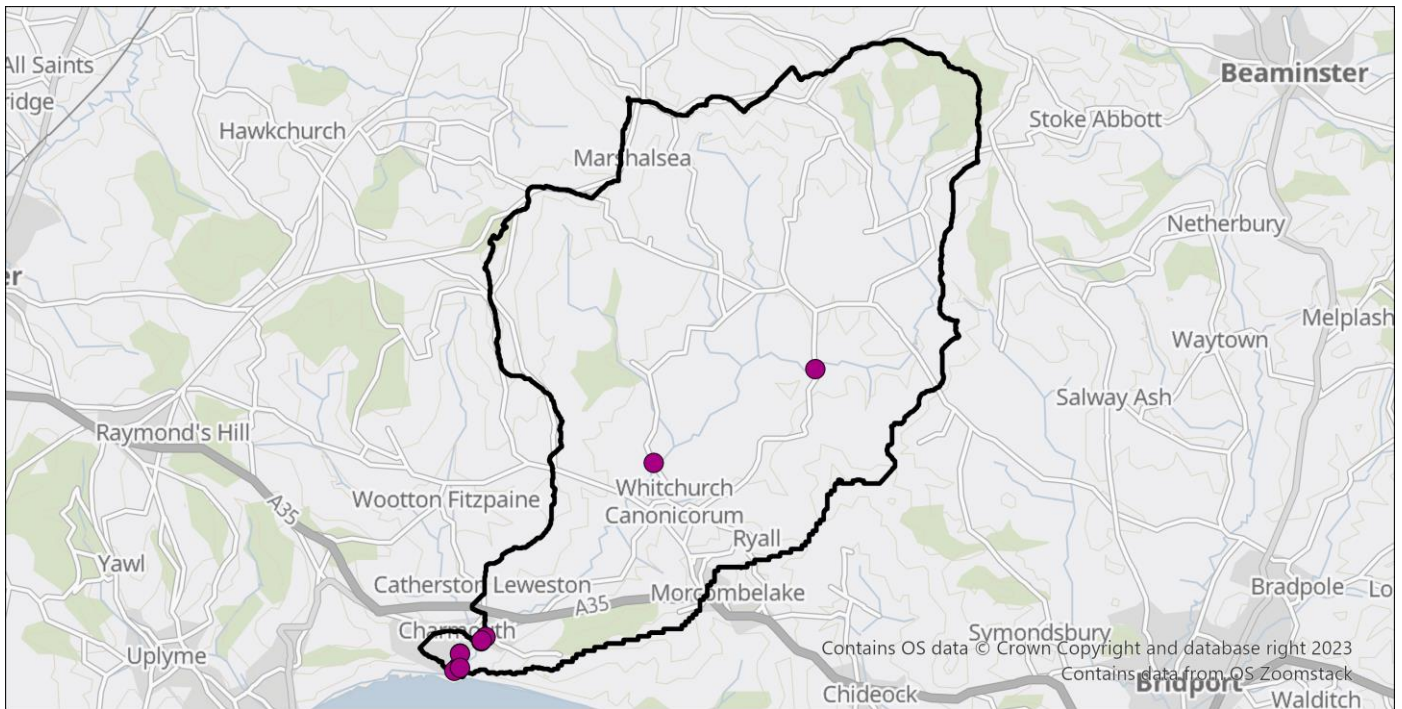 All Saints
ridge
Beaminster
Hawkchurch
Stoke Abbott
Marshalsea
Netherbury
er
Melplash
Waytown
Salway Ash
Raymond's Hill
Whitchurch
Canonicorum
Wootton Fitzpaine
A35
Ryall
Yawl
Catherston Leweston
A35
Morcombelake
Bradpole
Lo
Charmouth
Symondsbury
Uplyme
Contains OS data © Crown Copyright and database right 2023
Contains data from OS Zoomstack
Bridport
Chideock
Walditch